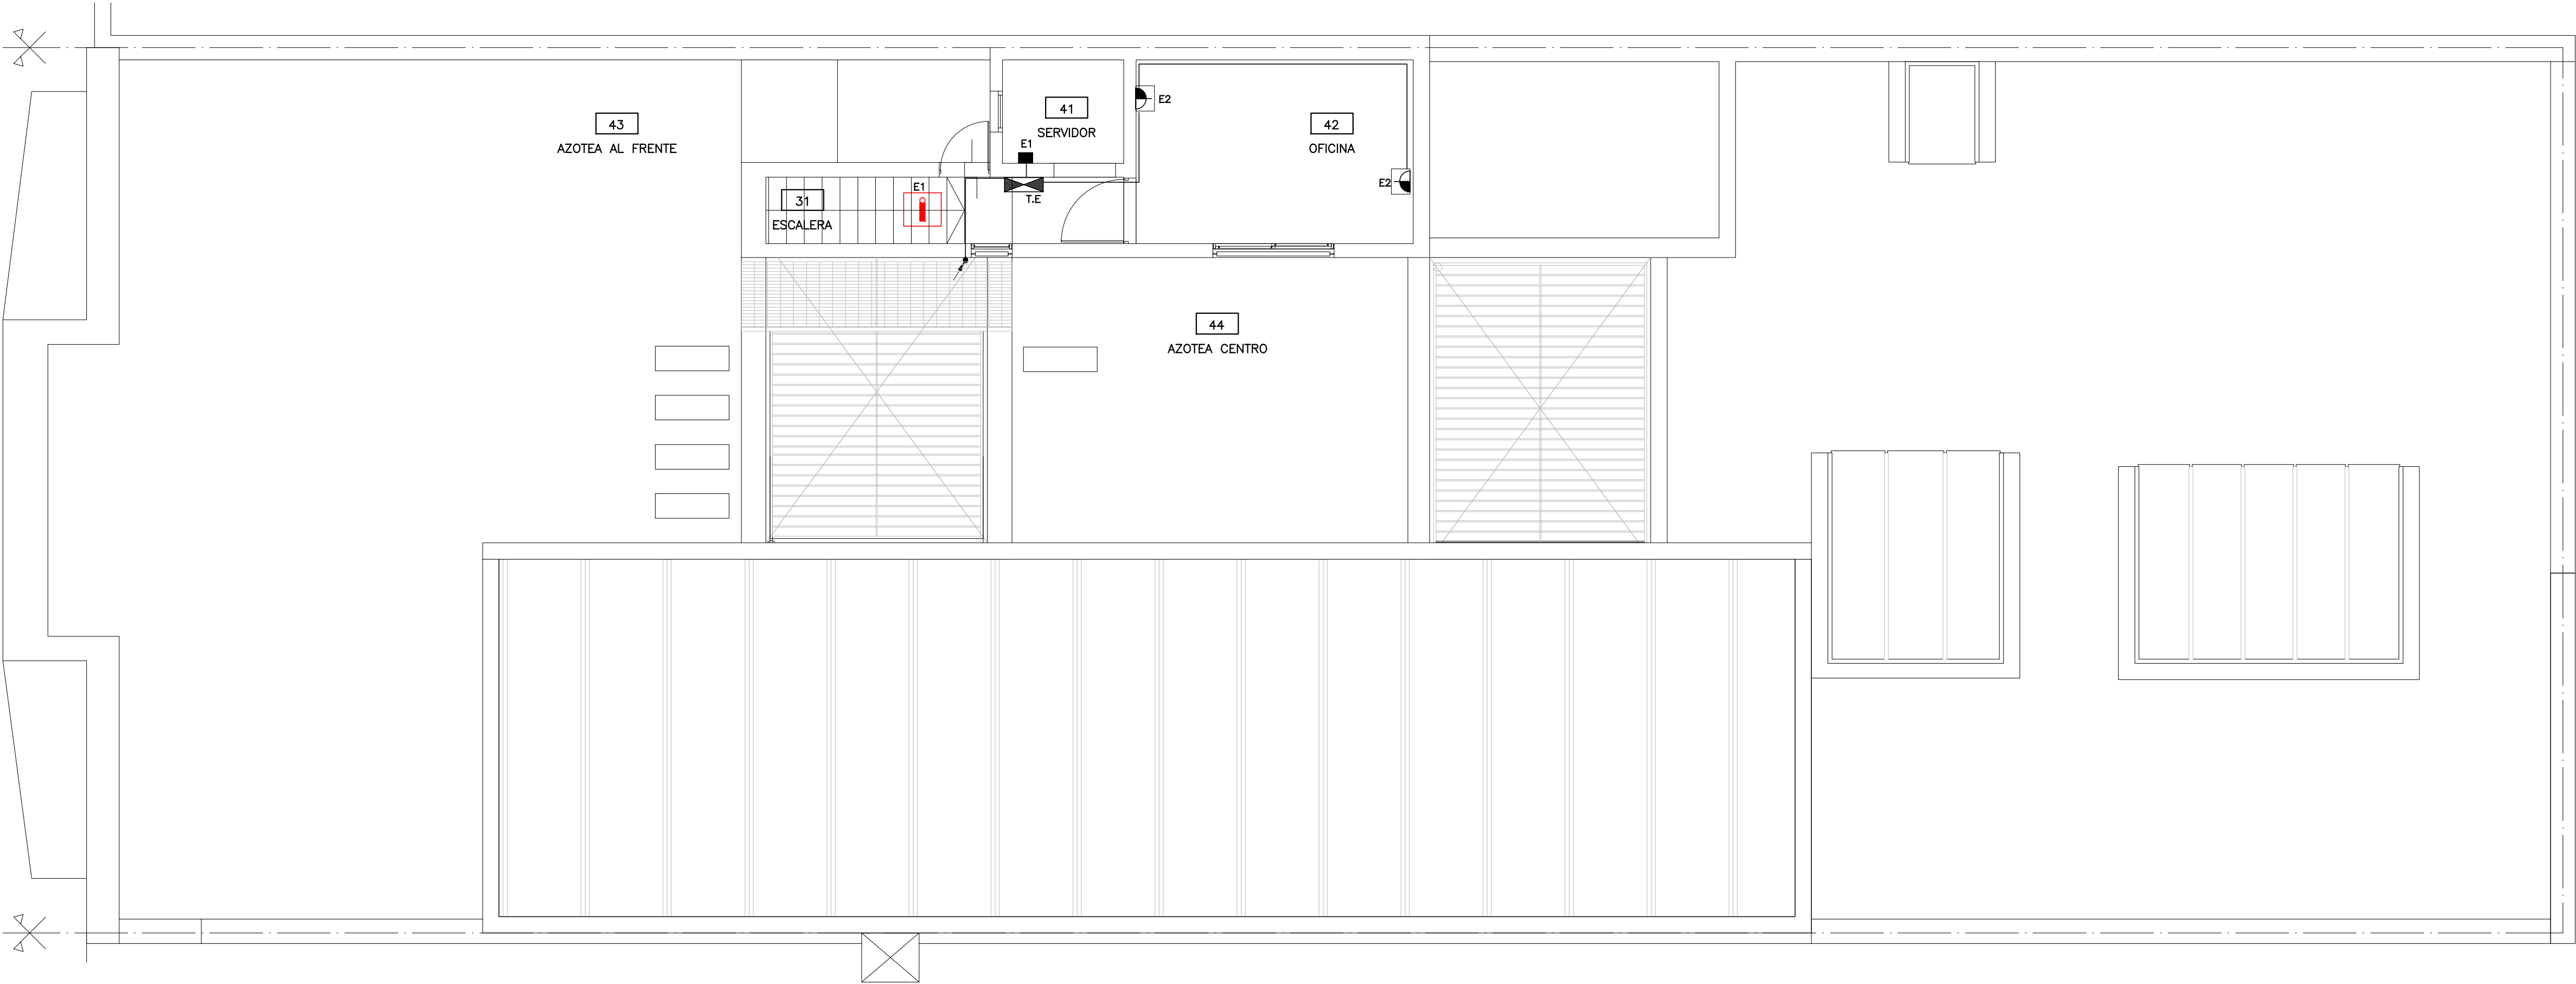 43
AZOTEA AL FRENTE
41
SERVIDOR
E1
E2
42
OFICINA
E2
31
ESCALERA
E1
T.E
44
AZOTEA CENTRO